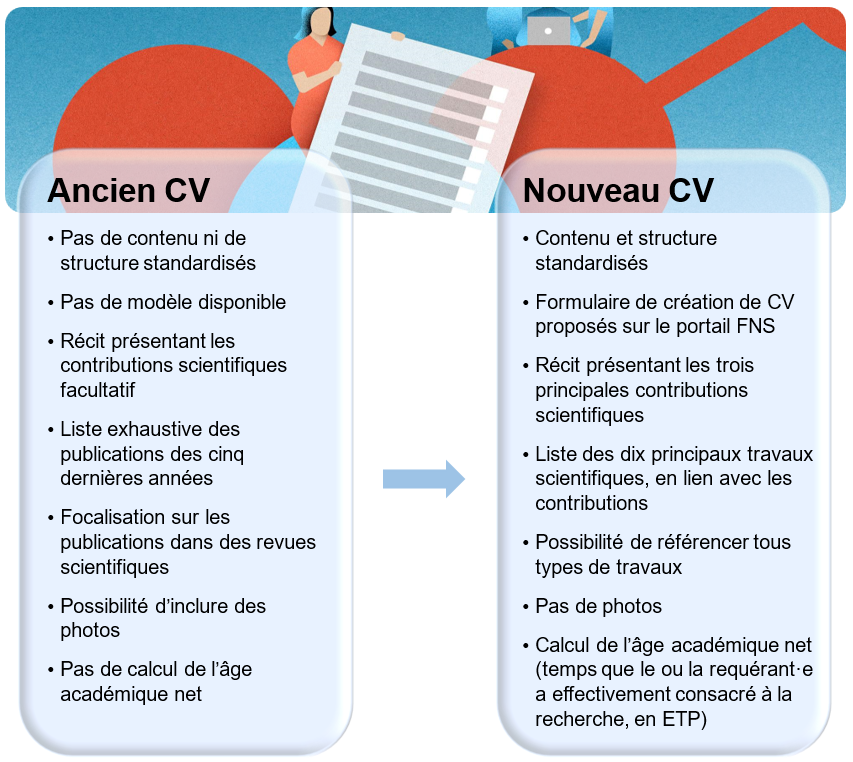 Ancien CV
• Pas de contenu ni de
structure standardisés
• Pas de modèle disponible
• Récit présentant les
contributions scientifiques
facultatif
• Liste exhaustive des
publications des cinq
dernières années
• Focalisation sur les
publications dans des revues
scientifiques
• Possibilité d’inclure des
photos
• Pas de calcul de l’âge
académique net
Nouveau CV
• Contenu et structure
standardisés
• Formulaire de création de CV
proposés sur le portail FNS
• Récit présentant les trois
principales contributions
scientifiques
• Liste des dix principaux travaux
scientifiques, en lien avec les
contributions
• Possibilité de référencer tous
types de travaux
• Pas de photos
• Calcul de l’âge académique net
(temps que le ou la requérant·e
a effectivement consacré à la
recherche, en ETP)